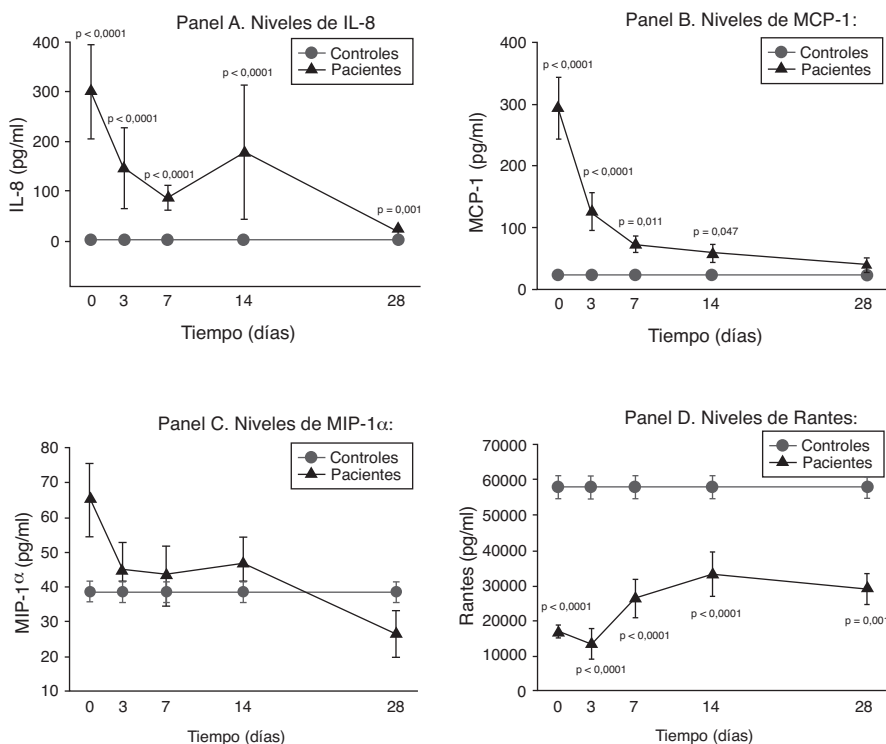 Panel A. Niveles de IL-8
p < 0,0001
400
300
200
100
0
IL-8 (pg/ml)
Controles
Pacientes
p < 0,0001
p < 0,0001
p < 0,0001
p = 0,001
0 3 7 14 28
Tiempo (días)
Panel B. Niveles de MCP-1:
400
300
200
100
0
MCP-1 (pg/ml)
Controles
Pacientes
p < 0,0001
p < 0,0001
p = 0,011
p = 0,047
0 3 7 14 28
Tiempo (días)
Panel C. Niveles de MIP-1α:
80
70
60
50
40
30
20
10
MIP-1α (pg/ml)
Controles
Pacientes
0 3 7 14 28
Tiempo (días)
Panel D. Niveles de Rantes:
70000
60000
50000
40000
30000
20000
10000
0
Rantes (pg/ml)
Controles
Pacientes
p < 0,0001
p < 0,0001
p < 0,0001
p < 0,0001
p = 0,001
0 3 7 14 28
Tiempo (días)